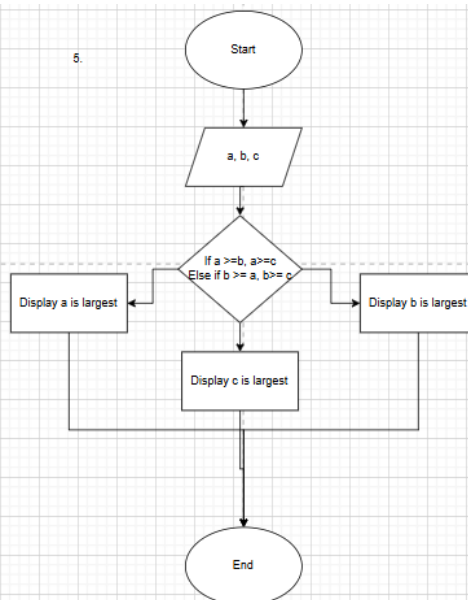 Start
5.
a, b, c
If a >=b, a>=c
Else if b >= a, b>= c
Display a is largest
Display b is largest
Display c is largest
End